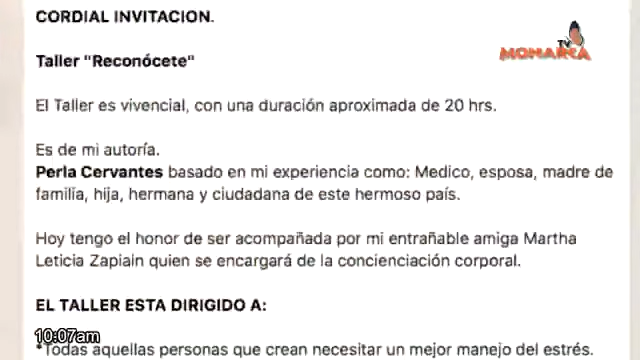 CORDIAL INVITACION.
TV
MONARCA
Taller "Reconócete"
El Taller es vivencial, con una duración aproximada de 20 hrs.
Es de mi autoría.
Perla Cervantes basado en mi experiencia como: Medico, esposa, madre de
familia, hija, hermana y ciudadana de este hermoso país.
Hoy tengo el honor de ser acompañada por mi entrañable amiga Martha
Leticia Zapiain quien se encargará de la concienciación corporal.
EL TALLER ESTA DIRIGIDO A:
10:07am
*Todas aquellas personas que crean necesitar un mejor manejo del estrés.